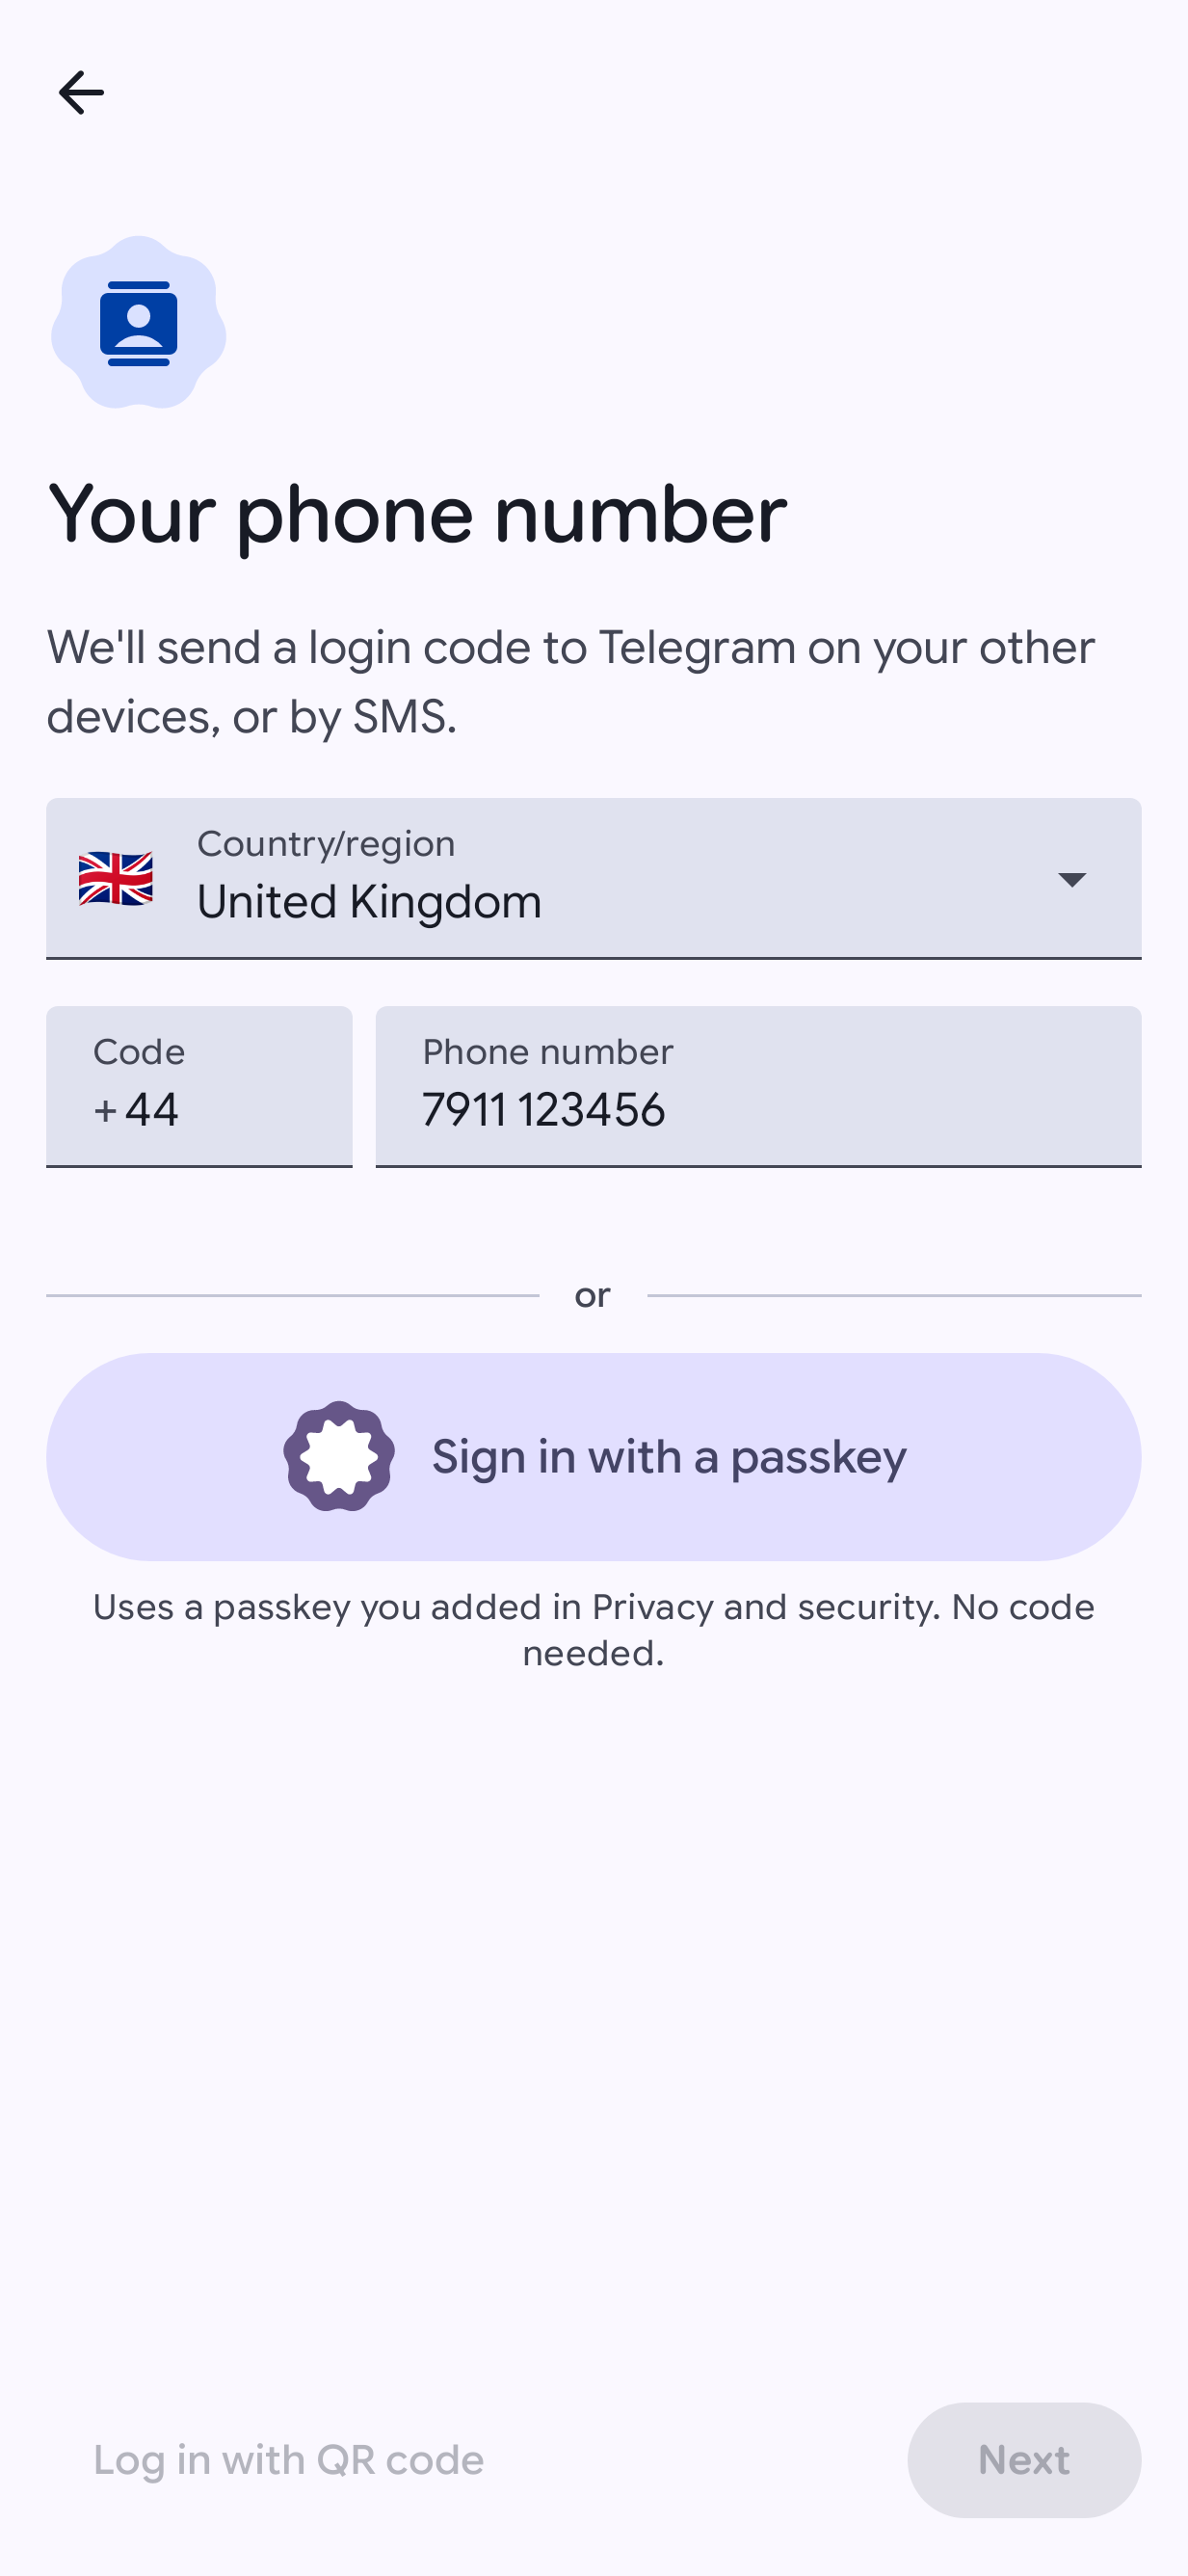 Your phone number
We'll send a login code to Telegram on your other
devices, or by SMS.
Country/region
United Kingdom
Code
+44
Phone number
7911 123456
or
Sign in with a passkey
Uses a passkey you added in Privacy and security. No code
needed.
Log in with QR code
Next